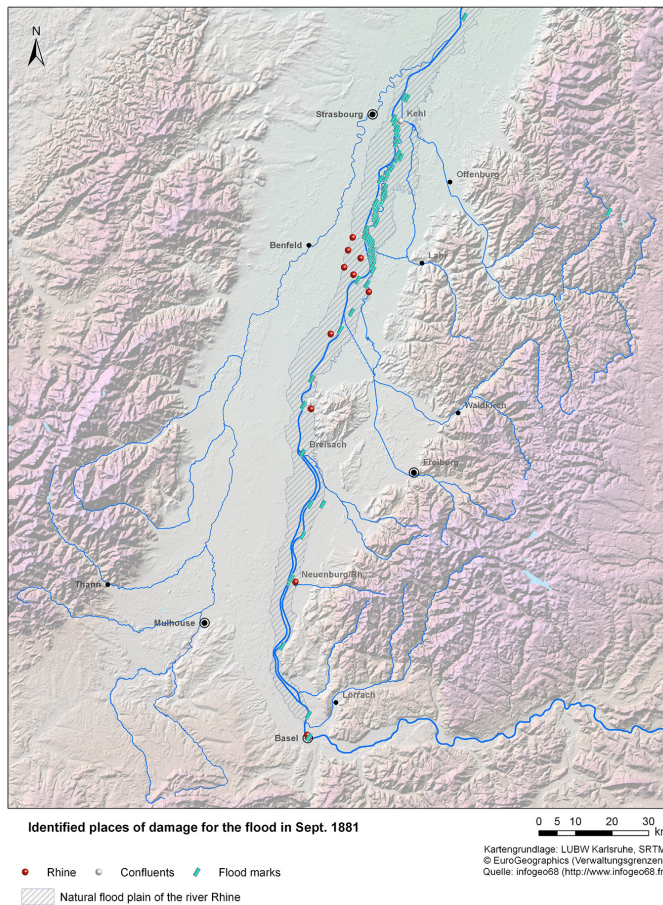 N
Strasbourg
Kehl
Offenburg
Benfeld
Lahr
Waldkirch
Breisach
Freiburg
Thann
Neuenburg/Rh.
Mulhouse
Lörrach
Basel
Identified places of damage for the flood in Sept. 1881
0 5 10 20 30
km
Kartengrundlage: LUBW Karlsruhe, SRTM
© EuroGeographics (Verwaltungsgrenzen
Quelle: infogeo68 (http://www.infogeo68.fr
Rhine
Confluents
Flood marks
Natural flood plain of the river Rhine